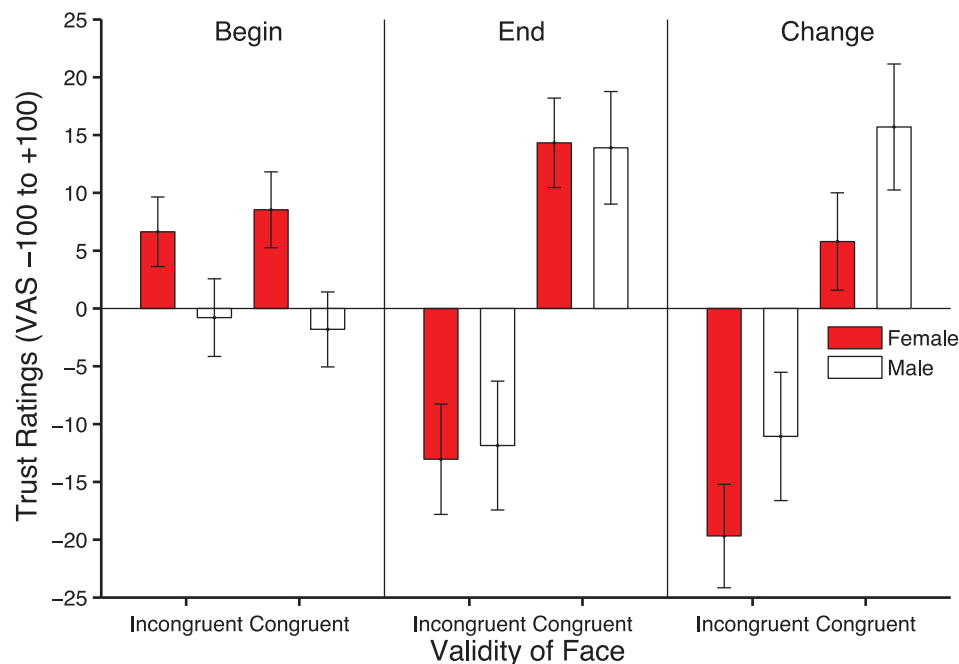 Begin End Change
Trust Ratings (VAS −100 to +100)
25
20
15
10
5
0
−5
−10
−15
−20
−25
Female
Male
Incongruent Congruent Incongruent Congruent Incongruent Congruent
Validity of Face